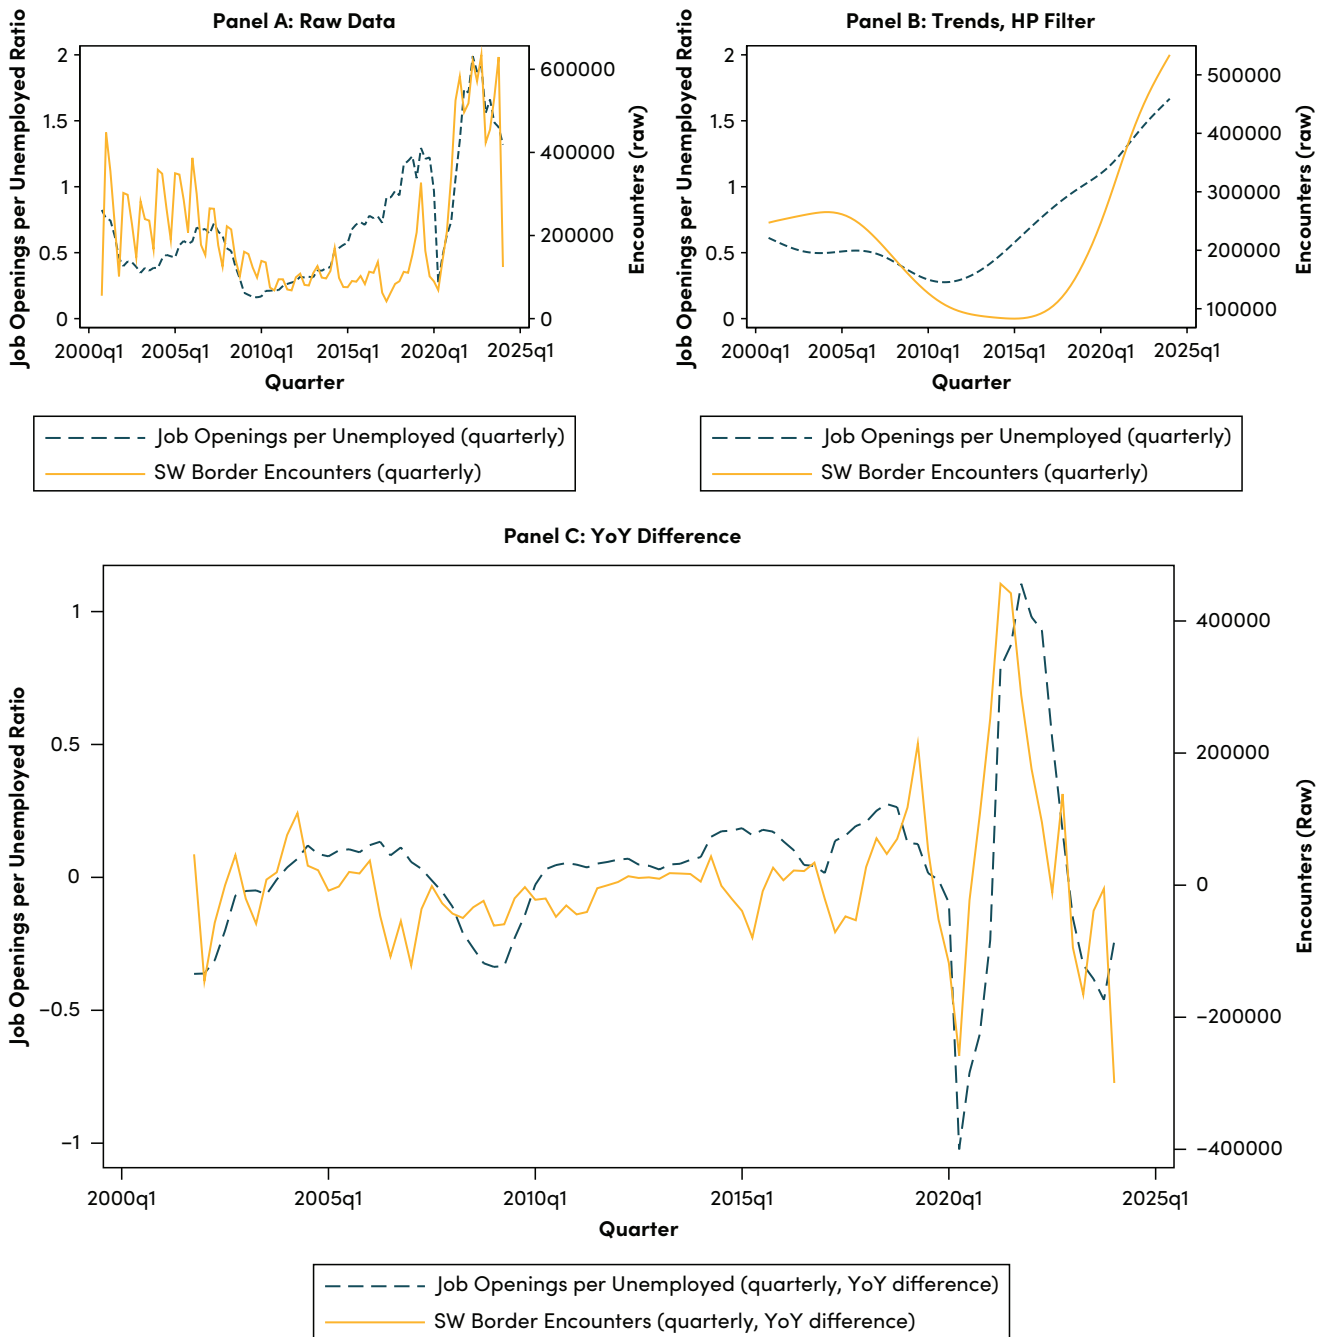 Panel A: Raw Data
Job Openings per Unemployed Ratio
2
1.5
1
0.5
0
600000
400000
200000
0
Encounters (raw)
2000q1 2005q1 2010q1 2015q1 2020q1 2025q1
Quarter
Job Openings per Unemployed (quarterly)
SW Border Encounters (quarterly)
Panel B: Trends, HP Filter
Job Openings per Unemployed Ratio
2
1.5
1
0.5
0
500000
400000
300000
200000
100000
Encounters (raw)
2000q1 2005q1 2010q1 2015q1 2020q1 2025q1
Quarter
Job Openings per Unemployed (quarterly)
SW Border Encounters (quarterly)
Panel C: YoY Difference
Job Openings per Unemployed Ratio
1
0.5
0
−0.5
−1
400000
200000
0
−200000
−400000
Encounters (Raw)
2000q1 2005q1 2010q1 2015q1 2020q1 2025q1
Quarter
Job Openings per Unemployed (quarterly, YoY difference)
SW Border Encounters (quarterly, YoY difference)